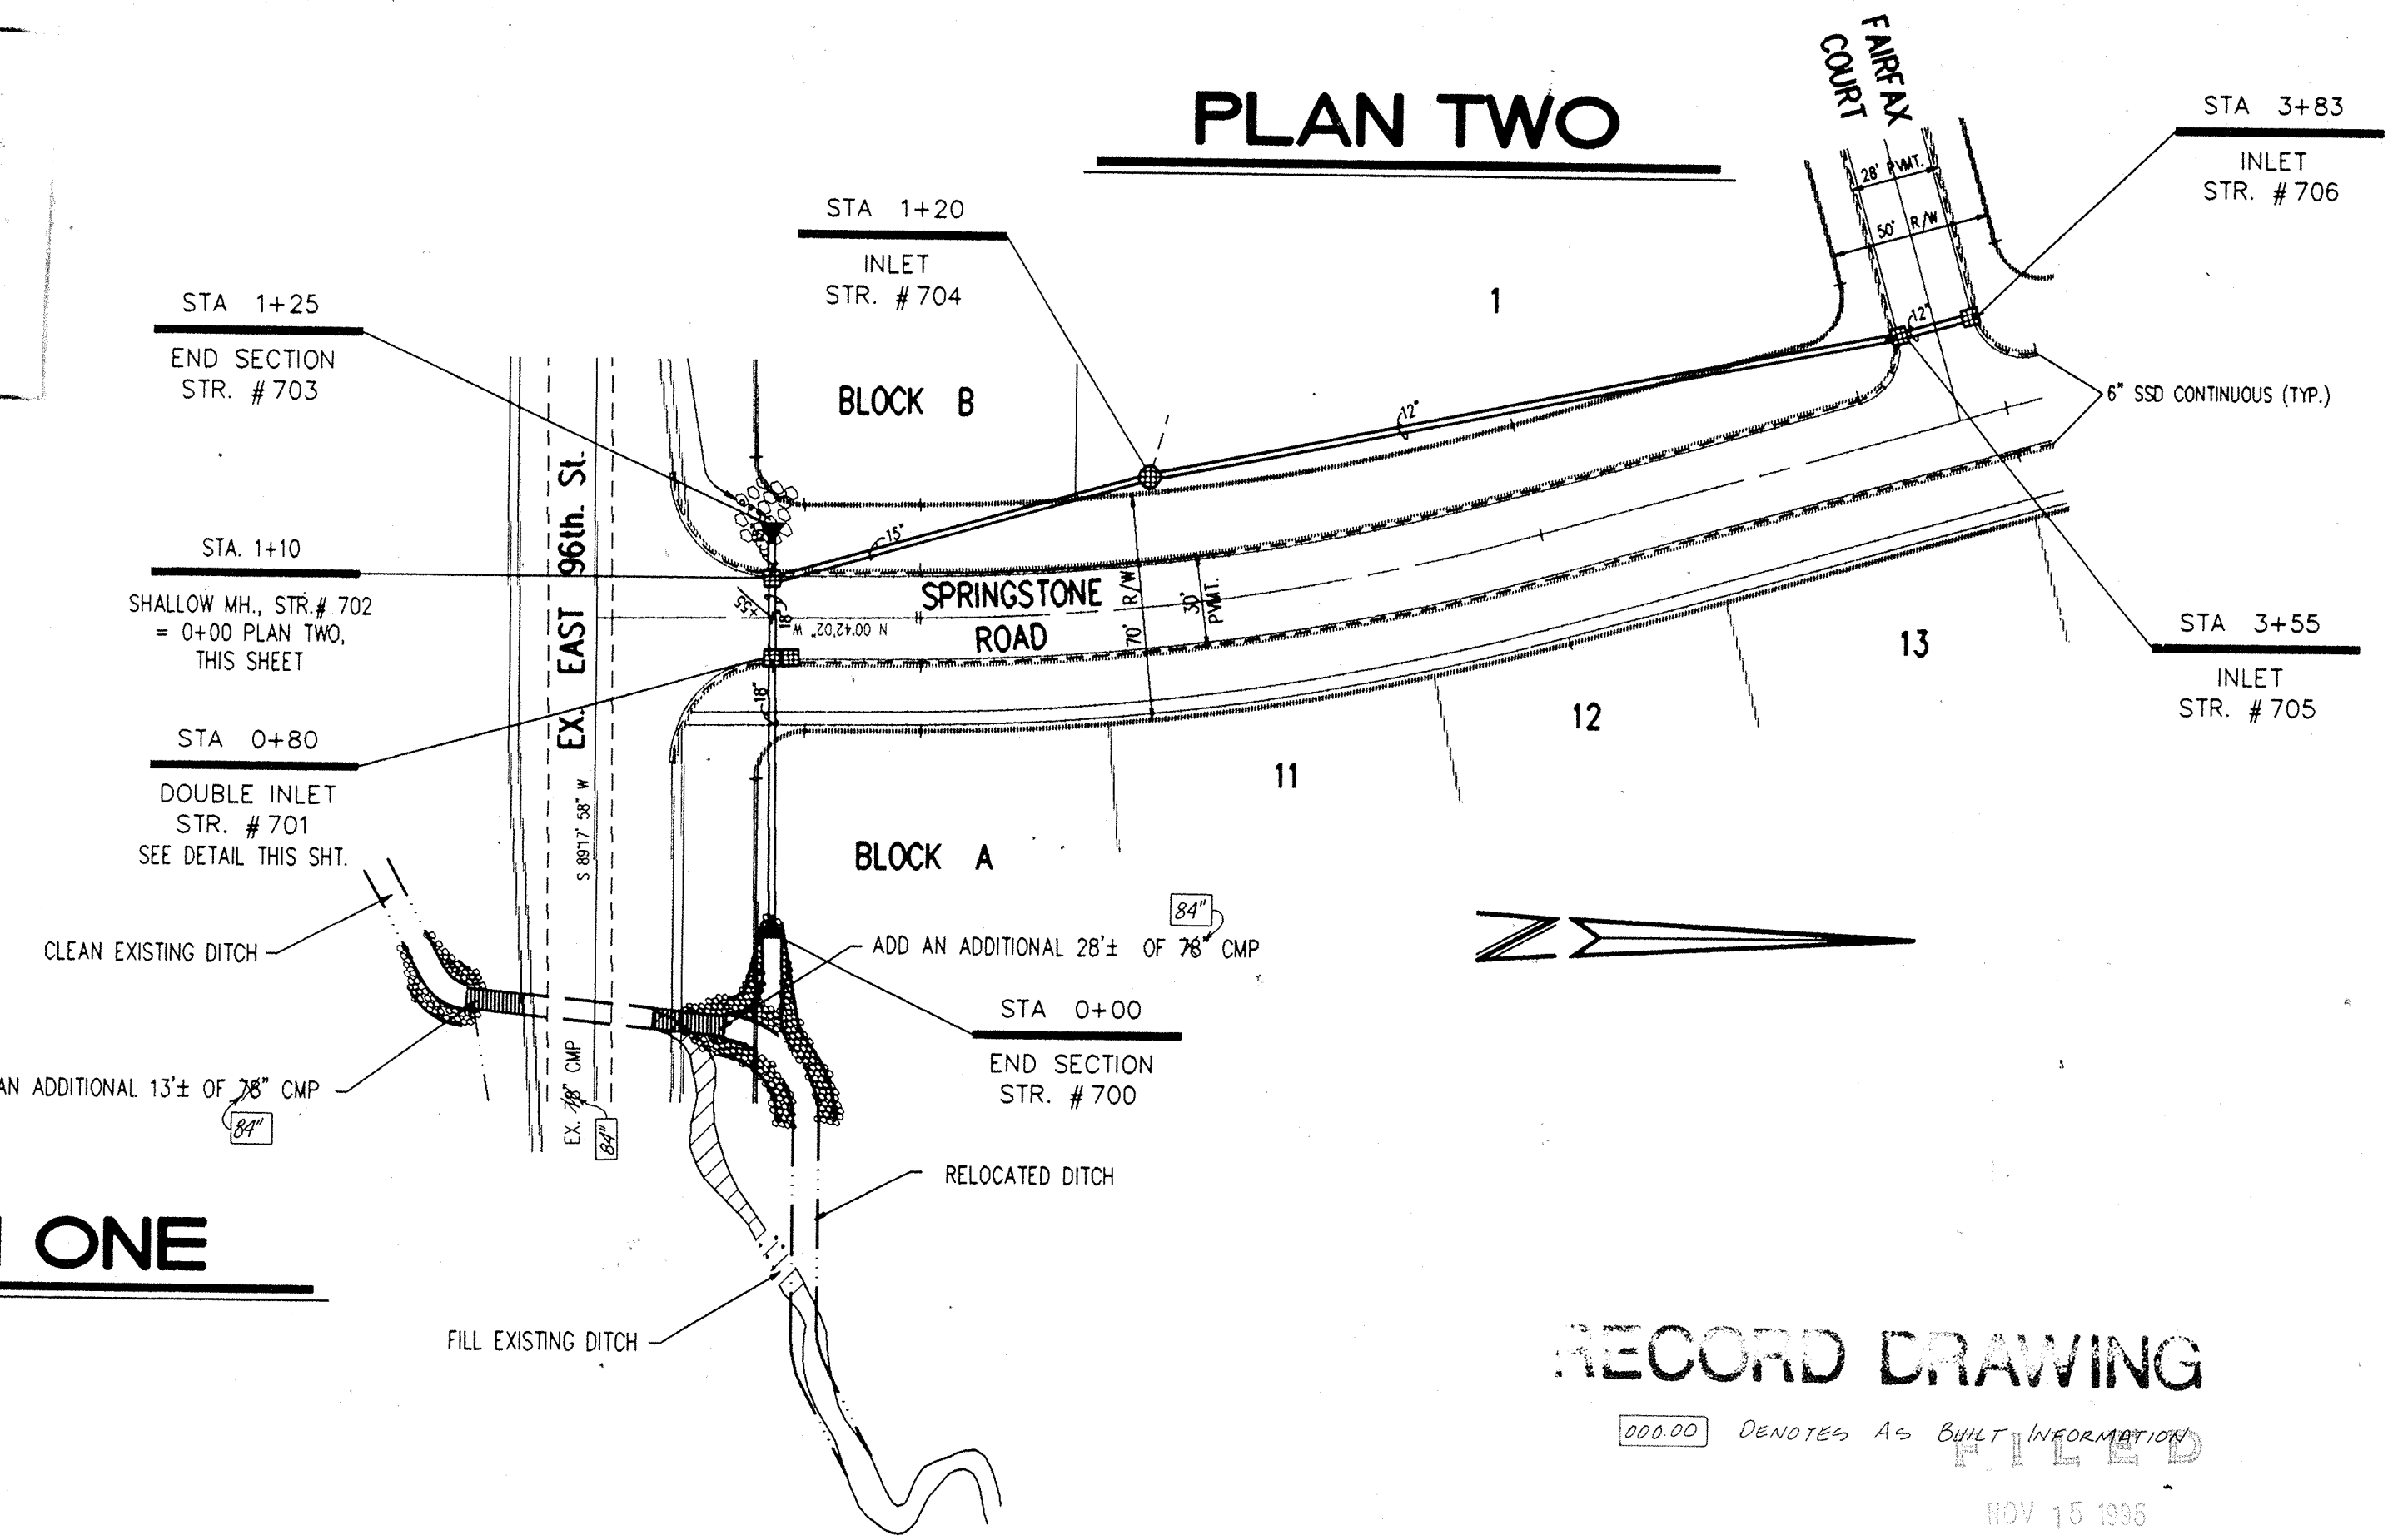 PLAN TWO
FAIRFAX
COURT
STA 3+83
INLET
STR. #706
28' PVMT.
50' R/W
STA 1+20
INLET
STR. #704
1
STA 1+25
END SECTION
STR. #703
BLOCK B
12"
12"
6" SSD CONTINUOUS (TYP.)
EX. EAST 96th. St.
15"
STA. 1+10
SHALLOW MH., STR.# 702
= 0+00 PLAN TWO,
THIS SHEET
+55
18"
N 00°42'02" W
SPRINGSTONE
ROAD
70' R/W
30'
PVMT.
13
STA 3+55
INLET
STR. #705
18"
12
STA 0+80
DOUBLE INLET
STR. #701
SEE DETAIL THIS SHT.
11
S 89°17' 58" W
BLOCK A
84"
CLEAN EXISTING DITCH
ADD AN ADDITIONAL 28'± OF 78" CMP
STA 0+00
END SECTION
STR. #700
AN ADDITIONAL 13'± OF 78" CMP
84"
EX. 78" CMP
84"
RELOCATED DITCH
ONE
FILL EXISTING DITCH
RECORD DRAWING
000.00 DENOTES AS BUILT INFORMATION
FILED
NOV 15 1995